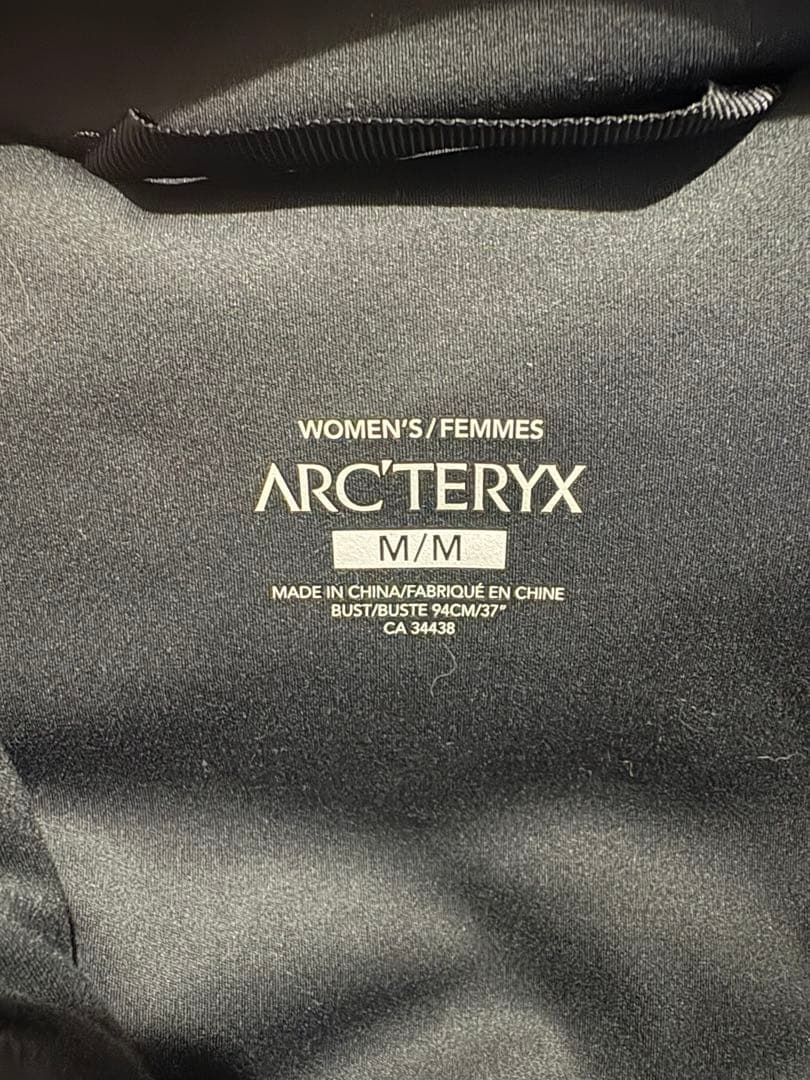 WOMEN'S/FEMMES
ARC'TERYX
M/M
MADE IN CHINA/FABRIQUÉ EN CHINE
BUST/BUSTE 94CM/37"
CA 34438